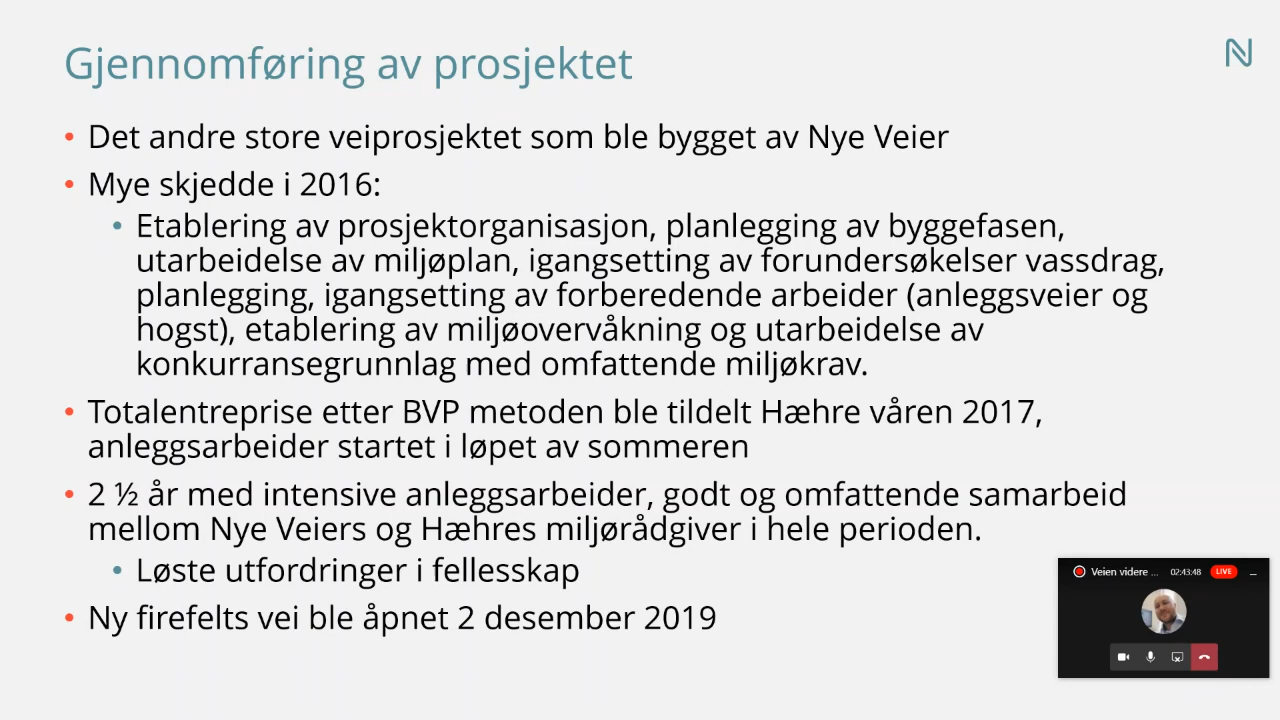 Gjennomføring av prosjektet
• Det andre store veiprosjektet som ble bygget av Nye Veier
• Mye skjedde i 2016:
• Etablering av prosjektorganisasjon, planlegging av byggefasen,
utarbeidelse av miljøplan, igangsetting av forundersøkelser vassdrag,
planlegging, igangsetting av forberedende arbeider (anleggsveier og
hogst), etablering av miljøovervåkning og utarbeidelse av
konkurransegrunnlag med omfattende miljøkrav.
• Totalentreprise etter BVP metoden ble tildelt Hæhre våren 2017,
anleggsarbeider startet i løpet av sommeren
• 2 ½ år med intensive anleggsarbeider, godt og omfattende samarbeid
mellom Nye Veiers og Hæhres miljørådgiver i hele perioden.
• Løste utfordringer i fellesskap
• Ny firefelts vei ble åpnet 2 desember 2019
Veien videre ... 02:43:48 LIVE